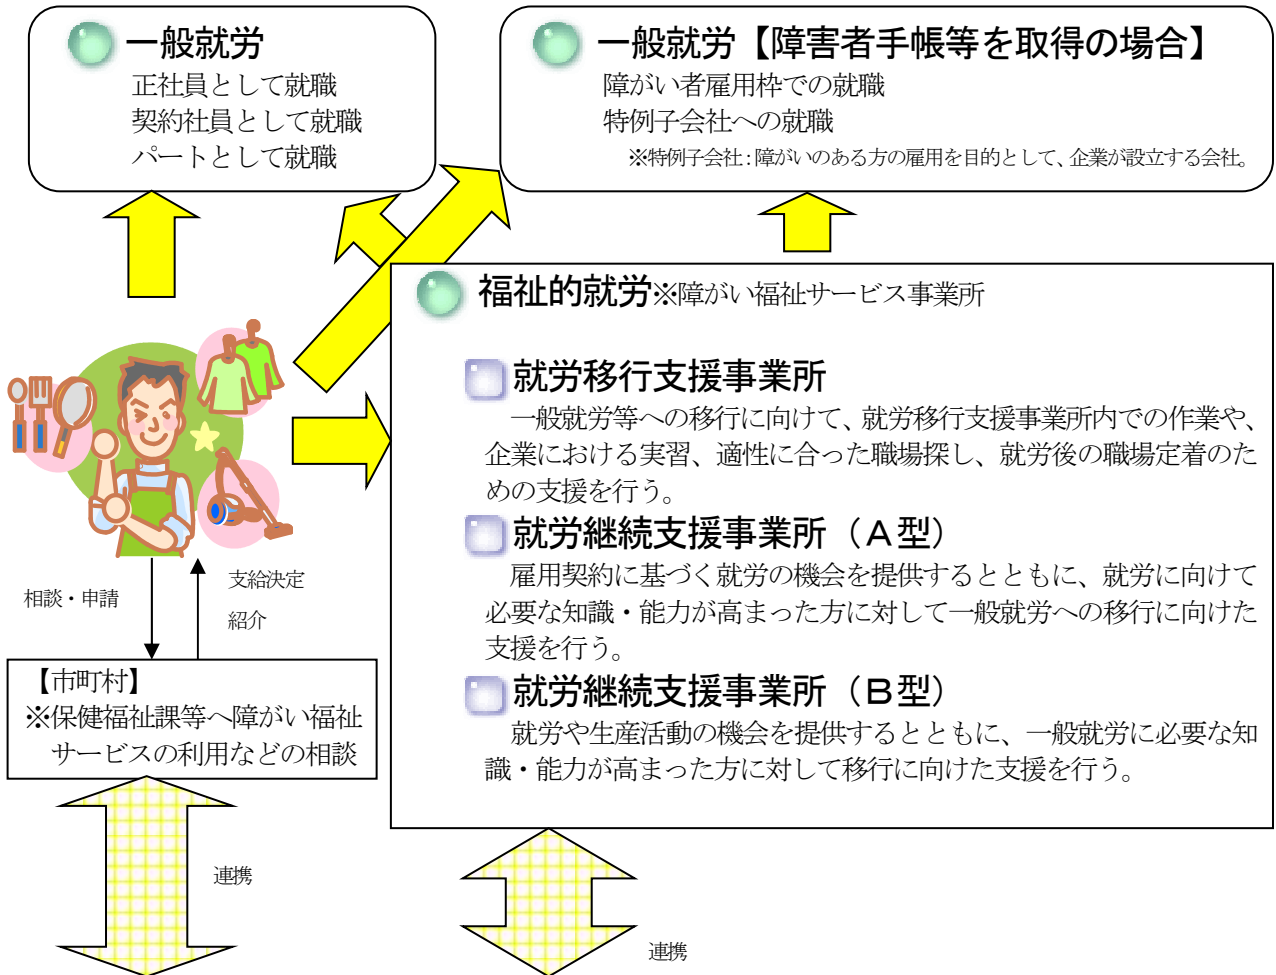 一般就労
正社員として就職
契約社員として就職
パートとして就職
一般就労【障害者手帳等を取得の場合】
障がい者雇用枠での就職
特例子会社への就職
※特例子会社：障がいのある方の雇用を目的として、企業が設立する会社。
福祉的就労※障がい福祉サービス事業所
就労移行支援事業所
一般就労等への移行に向けて、就労移行支援事業所内での作業や、
企業における実習、適性に合った職場探し、就労後の職場定着のた
めの支援を行う。
就労継続支援事業所（Ａ型）
雇用契約に基づく就労の機会を提供するとともに、就労に向けて
必要な知識・能力が高まった方に対して一般就労への移行に向けた
支援を行う。
就労継続支援事業所（Ｂ型）
就労や生産活動の機会を提供するとともに、一般就労に必要な知
識・能力が高まった方に対して移行に向けた支援を行う。
相談・申請
支給決定
紹介
【市町村】
※保健福祉課等へ障がい福祉
サービスの利用などの相談
連携
連携